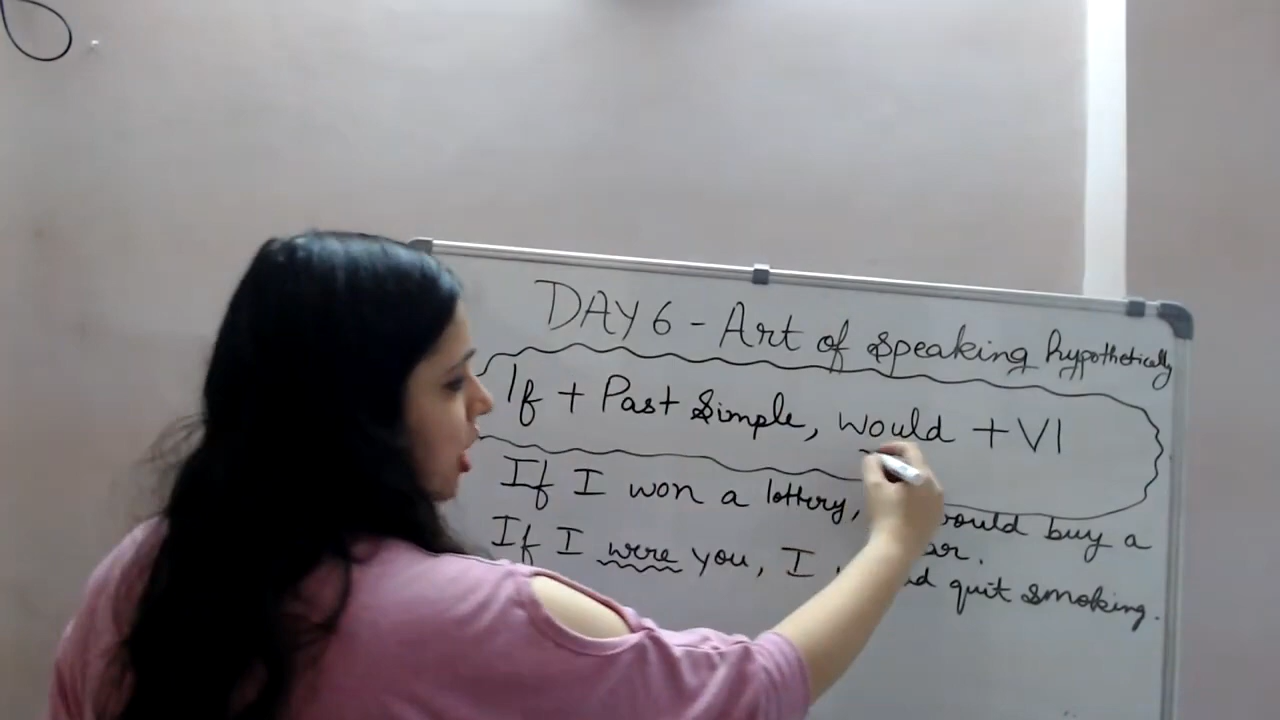 DAY 6 - Art of speaking hypothetically
If + Past Simple, would + V1
If I won a lottery, would buy a
If I were you, I quit smoking.